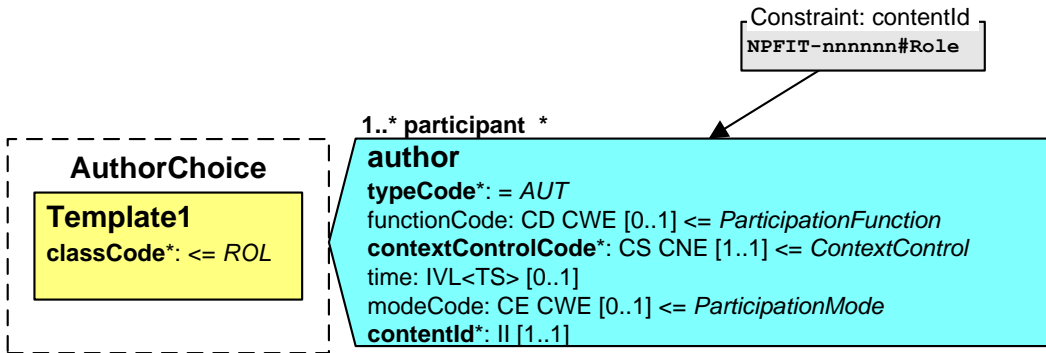 Constraint: contentId
NPFIT-nnnnnn#Role
1..* participant *
AuthorChoice
Template1
classCode*: <= ROL
author
typeCode*: = AUT
functionCode: CD CWE [0..1] <= ParticipationFunction
contextControlCode*: CS CNE [1..1] <= ContextControl
time: IVL<TS> [0..1]
modeCode: CE CWE [0..1] <= ParticipationMode
contentId*: II [1..1]